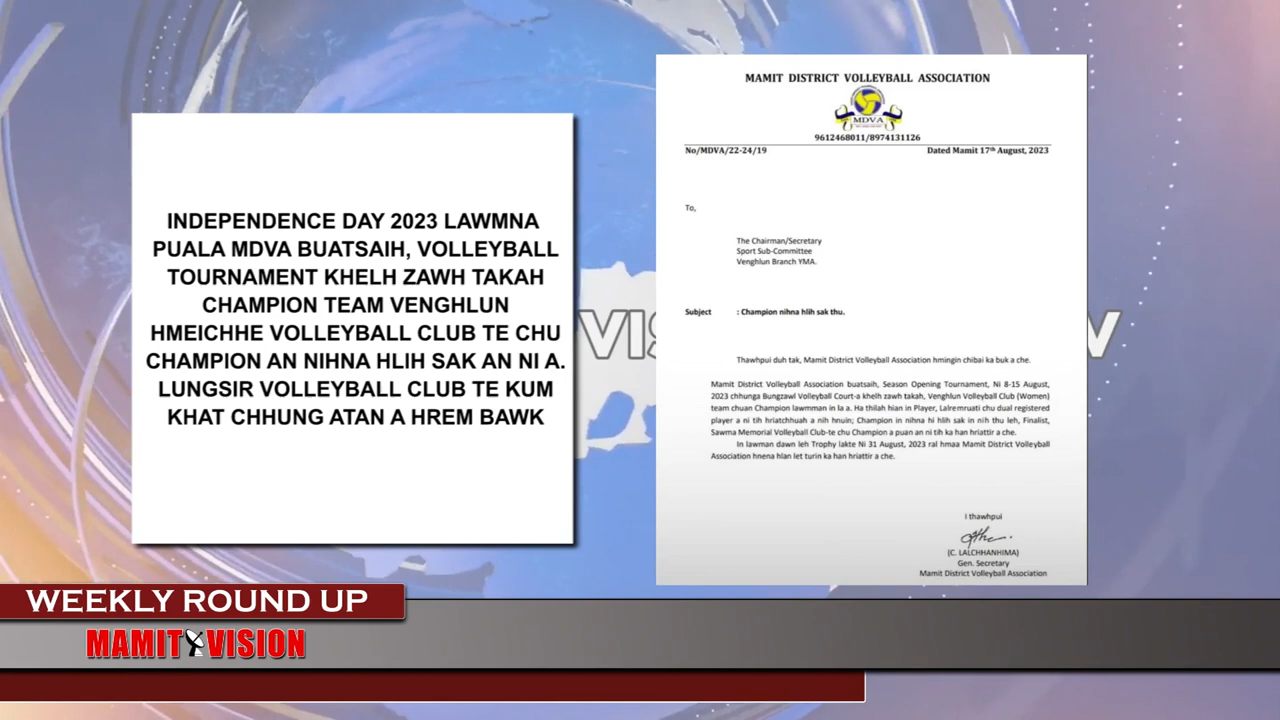 INDEPENDENCE DAY 2023 LAWMNA
PUALA MDVA BUATSAIH, VOLLEYBALL
TOURNAMENT KHELH ZAWH TAKAH
CHAMPION TEAM VENGHLUN
HMEICHHE VOLLEYBALL CLUB TE CHU
CHAMPION AN NIHNA HLIH SAK AN NI A.
LUNGSIR VOLLEYBALL CLUB TE KUM
KHAT CHHUNG ATAN A HREM BAWK
MAMIT DISTRICT VOLLEYBALL ASSOCIATION
MDVA
9612468011/8974131126
No/MDVA/22-24/19 Dated Mamit 17th August, 2023
To,
The Chairman/Secretary
Sport Sub-Committee
Venghlun Branch YMA.
Subject : Champion nihna hlih sak thu.
Thawhpui duh tak, Mamit District Volleyball Association hmingin chibai ka buk a che.
Mamit District Volleyball Association buatsaih, Season Opening Tournament, Ni 8-15 August,
2023 chhunga Bungzawl Volleyball Court-a khelh zawh takah, Venghlun Volleyball Club (Women)
team chuan Champion lawmman in la a. Ha thilah hian in Player, Lalremruati chu dual registered
player a ni tih hriatchhuah a nih hnuin; Champion in nihna hi hlih sak in nih thu leh, Finalist,
Sawma Memorial Volleyball Club-te chu Champion a puan an ni tih ka han hriattir a che.
In lawman dawn leh Trophy lakte Ni 31 August, 2023 ral hmaa Mamit District Volleyball
Association hnena hlan let turin ka han hriattir a che.
I thawhpui
(C. LALCHHANHIMA)
Gen. Secretary
Mamit District Volleyball Association
WEEKLY ROUND UP
MAMIT VISION